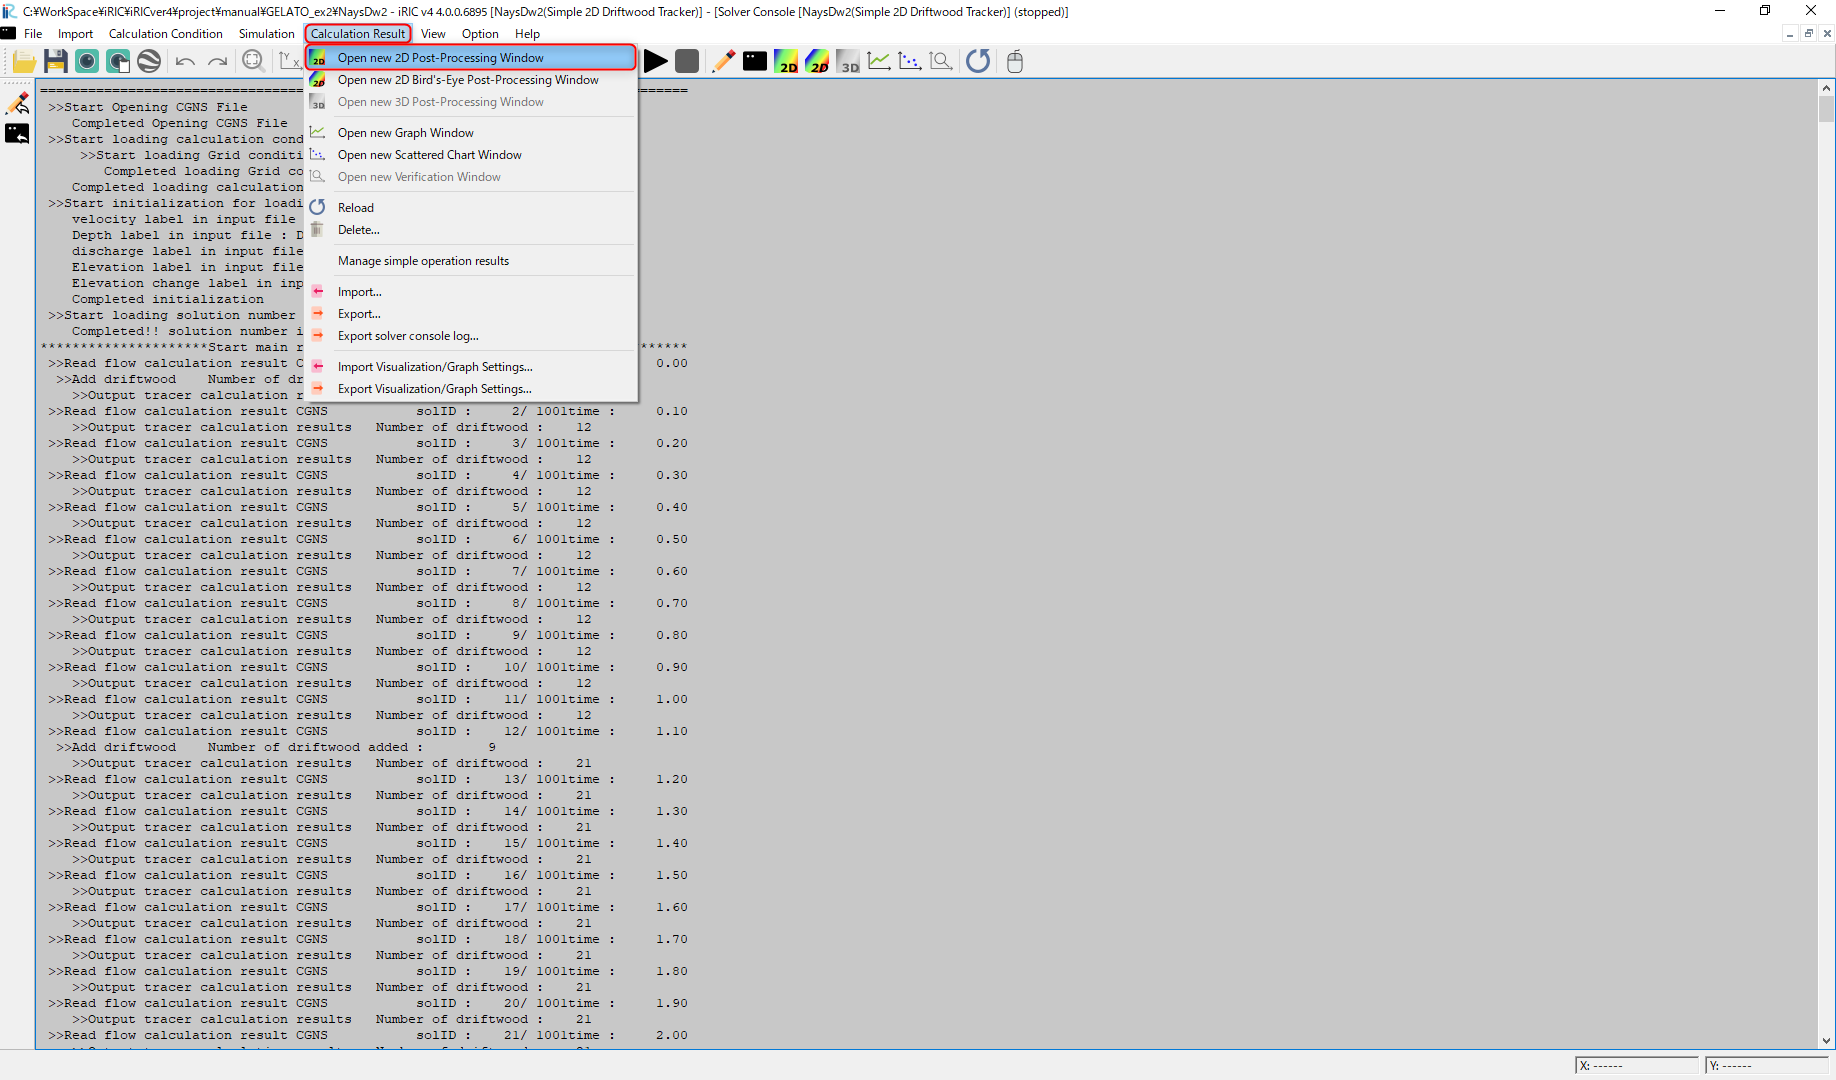 C:¥WorkSpace¥iRIC¥iRICver4¥project¥manual¥GELATO_ex2¥NaysDw2 - iRIC v4 4.0.0.6895 [NaysDw2(Simple 2D Driftwood Tracker)] - [Solver Console [NaysDw2(Simple 2D Driftwood Tracker)] (stopped)]
File Import Calculation Condition Simulation Calculation Result View Option Help
Open new 2D Post-Processing Window
Open new 2D Bird's-Eye Post-Processing Window
Open new 3D Post-Processing Window
Open new Graph Window
Open new Scattered Chart Window
Open new Verification Window
Reload
Delete...
Manage simple operation results
Import...
Export...
Export solver console log...
Import Visualization/Graph Settings...
Export Visualization/Graph Settings...
2D 2D 3D
>>Start Opening CGNS File
Completed Opening CGNS File
>>Start loading calculation cond
>>Start loading Grid conditi
Completed loading Grid co
Completed loading calculation
>>Start initialization for loadi
velocity label in input file
Depth label in input file : D
discharge label in input file
Elevation label in input file
Elevation change label in inp
Completed initialization
>>Start loading solution number
Completed!! solution number i
*********************Start main r ******
>>Read flow calculation result C 0.00
>>Add driftwood Number of dr
>>Output tracer calculation r
>>Read flow calculation result CGNS solID : 2/ 1001time : 0.10
>>Output tracer calculation results Number of driftwood : 12
>>Read flow calculation result CGNS solID : 3/ 1001time : 0.20
>>Output tracer calculation results Number of driftwood : 12
>>Read flow calculation result CGNS solID : 4/ 1001time : 0.30
>>Output tracer calculation results Number of driftwood : 12
>>Read flow calculation result CGNS solID : 5/ 1001time : 0.40
>>Output tracer calculation results Number of driftwood : 12
>>Read flow calculation result CGNS solID : 6/ 1001time : 0.50
>>Output tracer calculation results Number of driftwood : 12
>>Read flow calculation result CGNS solID : 7/ 1001time : 0.60
>>Output tracer calculation results Number of driftwood : 12
>>Read flow calculation result CGNS solID : 8/ 1001time : 0.70
>>Output tracer calculation results Number of driftwood : 12
>>Read flow calculation result CGNS solID : 9/ 1001time : 0.80
>>Output tracer calculation results Number of driftwood : 12
>>Read flow calculation result CGNS solID : 10/ 1001time : 0.90
>>Output tracer calculation results Number of driftwood : 12
>>Read flow calculation result CGNS solID : 11/ 1001time : 1.00
>>Output tracer calculation results Number of driftwood : 12
>>Read flow calculation result CGNS solID : 12/ 1001time : 1.10
>>Add driftwood Number of driftwood added : 9
>>Output tracer calculation results Number of driftwood : 21
>>Read flow calculation result CGNS solID : 13/ 1001time : 1.20
>>Output tracer calculation results Number of driftwood : 21
>>Read flow calculation result CGNS solID : 14/ 1001time : 1.30
>>Output tracer calculation results Number of driftwood : 21
>>Read flow calculation result CGNS solID : 15/ 1001time : 1.40
>>Output tracer calculation results Number of driftwood : 21
>>Read flow calculation result CGNS solID : 16/ 1001time : 1.50
>>Output tracer calculation results Number of driftwood : 21
>>Read flow calculation result CGNS solID : 17/ 1001time : 1.60
>>Output tracer calculation results Number of driftwood : 21
>>Read flow calculation result CGNS solID : 18/ 1001time : 1.70
>>Output tracer calculation results Number of driftwood : 21
>>Read flow calculation result CGNS solID : 19/ 1001time : 1.80
>>Output tracer calculation results Number of driftwood : 21
>>Read flow calculation result CGNS solID : 20/ 1001time : 1.90
>>Output tracer calculation results Number of driftwood : 21
>>Read flow calculation result CGNS solID : 21/ 1001time : 2.00
X: ------ Y: ------